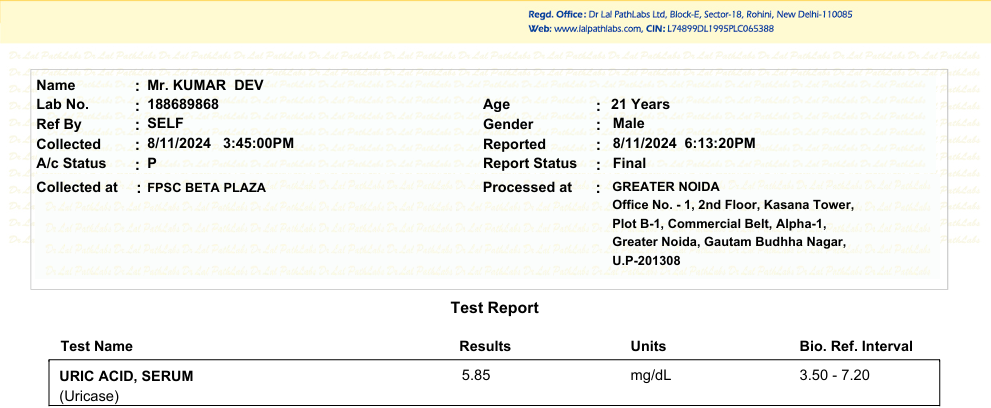 Regd. Office: Dr Lal PathLabs Ltd, Block-E, Sector-18, Rohini, New Delhi-110085
Web: www.lalpathlabs.com, CIN: L74899DL1995PLC065388
Name : Mr. KUMAR DEV
Lab No. : 188689868 Age : 21 Years
Ref By : SELF Gender : Male
Collected : 8/11/2024 3:45:00PM Reported : 8/11/2024 6:13:20PM
A/c Status : P Report Status : Final
Collected at : FPSC BETA PLAZA Processed at : GREATER NOIDA
Office No. - 1, 2nd Floor, Kasana Tower,
Plot B-1, Commercial Belt, Alpha-1,
Greater Noida, Gautam Budhha Nagar,
U.P-201308
Test Report
Test Name Results Units Bio. Ref. Interval
URIC ACID, SERUM 5.85 mg/dL 3.50 - 7.20
(Uricase)